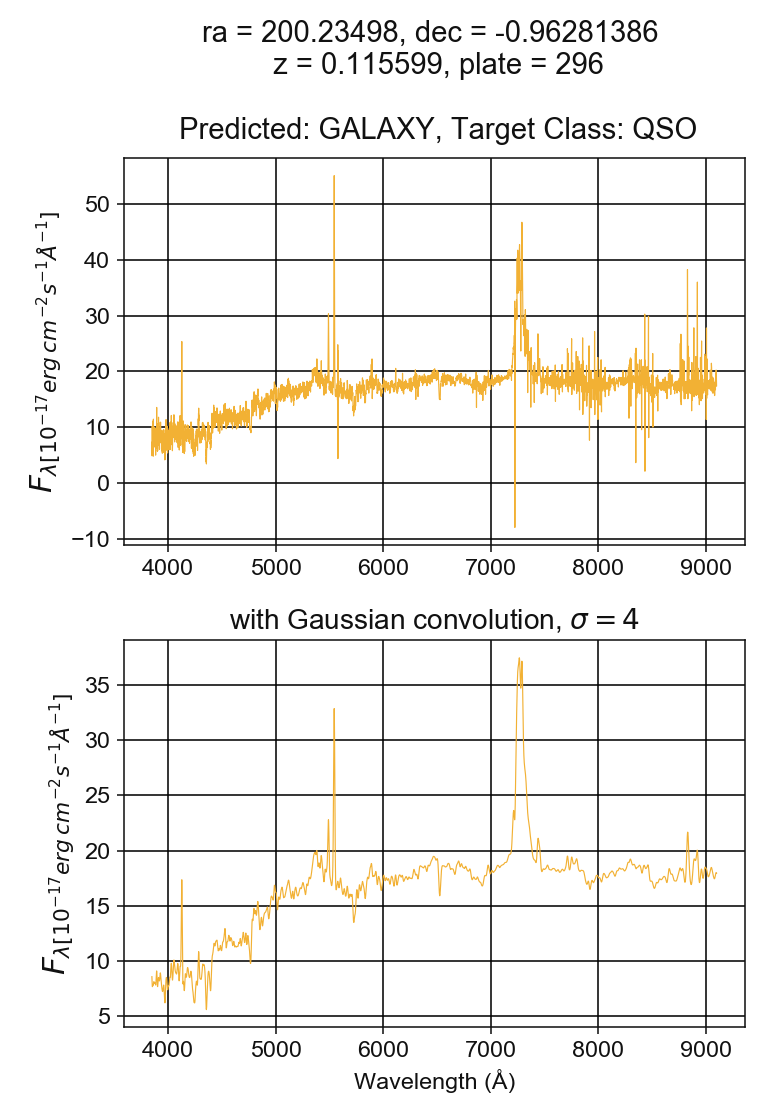 ra = 200.23498, dec = -0.96281386
z = 0.115599, plate = 296
Predicted: GALAXY, Target Class: QSO
F_λ[10^{-17} erg cm^{-2} s^{-1} Å^{-1}]
50
40
30
20
10
0
−10
4000 5000 6000 7000 8000 9000
with Gaussian convolution, σ = 4
F_λ[10^{-17} erg cm^{-2} s^{-1} Å^{-1}]
35
30
25
20
15
10
5
4000 5000 6000 7000 8000 9000
Wavelength (Å)